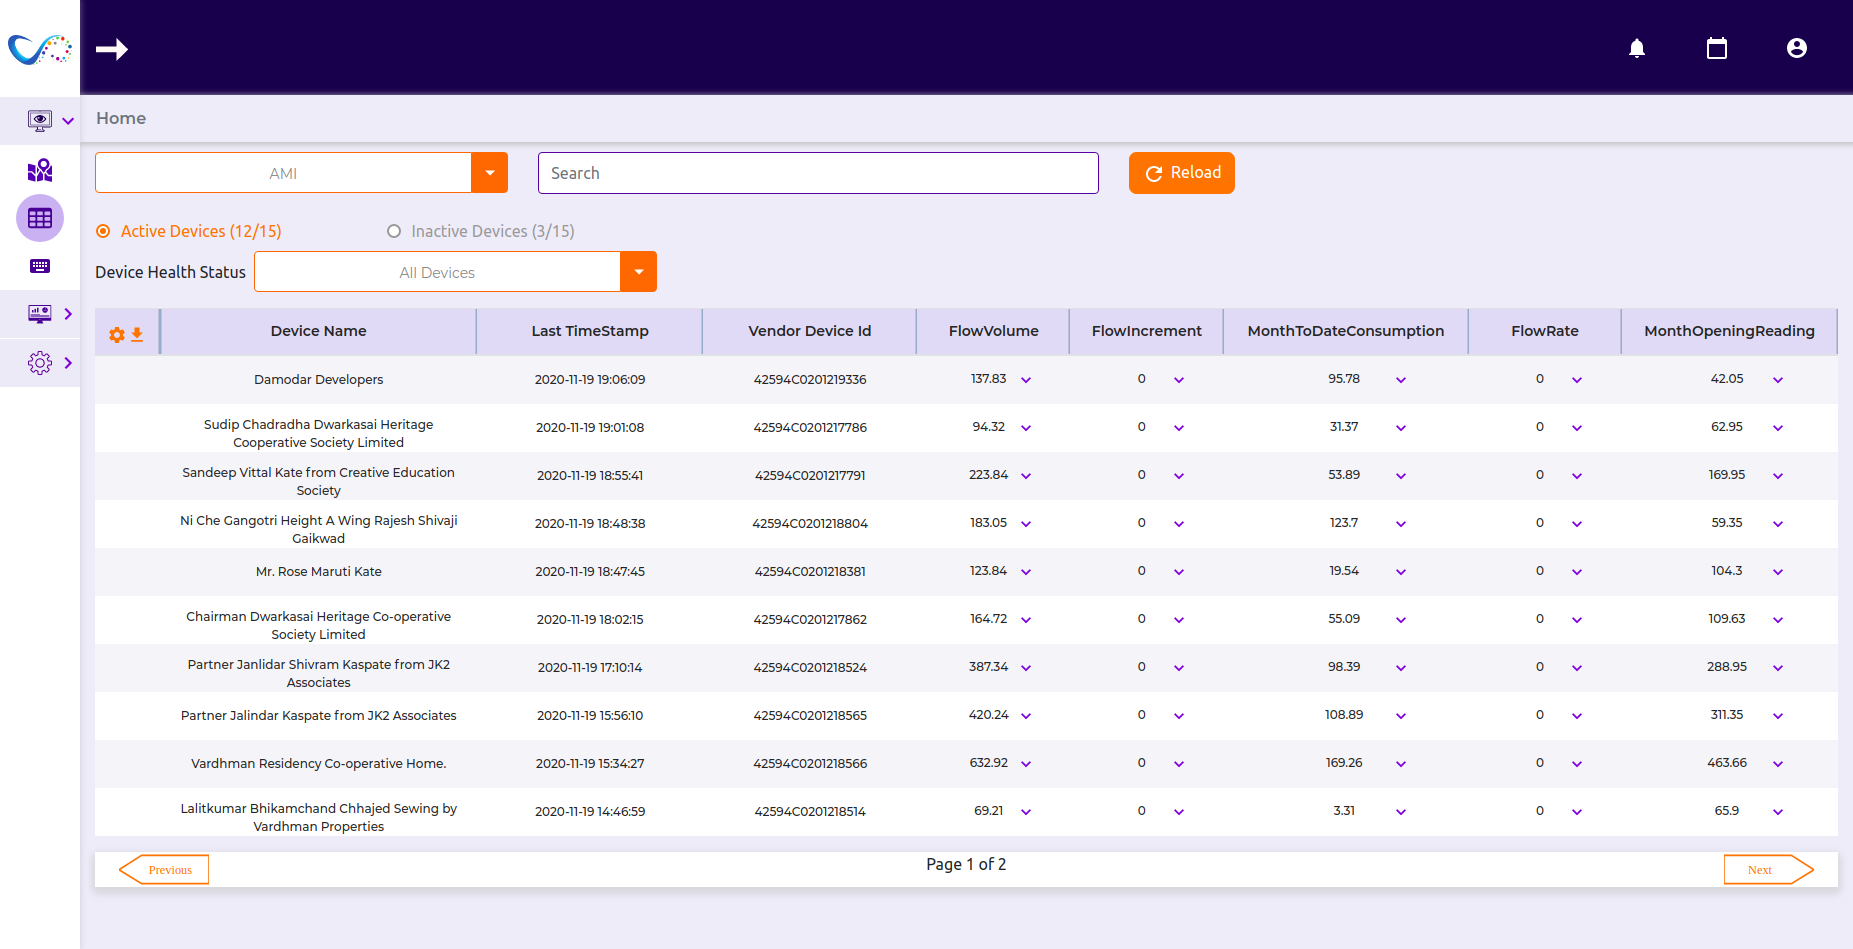 Home
AMI
Search
Reload
Active Devices (12/15)
Inactive Devices (3/15)
Device Health Status
All Devices
Device Name Last TimeStamp Vendor Device Id FlowVolume FlowIncrement MonthToDateConsumption FlowRate MonthOpeningReading
Damodar Developers 2020-11-19 19:06:09 42594C0201219336 137.83 0 95.78 0 42.05
Sudip Chadradha Dwarkasai Heritage
Cooperative Society Limited 2020-11-19 19:01:08 42594C0201217786 94.32 0 31.37 0 62.95
Sandeep Vittal Kate from Creative Education
Society 2020-11-19 18:55:41 42594C0201217791 223.84 0 53.89 0 169.95
Ni Che Gangotri Height A Wing Rajesh Shivaji
Gaikwad 2020-11-19 18:48:38 42594C0201218804 183.05 0 123.7 0 59.35
Mr. Rose Maruti Kate 2020-11-19 18:47:45 42594C0201218381 123.84 0 19.54 0 104.3
Chairman Dwarkasai Heritage Co-operative
Society Limited 2020-11-19 18:02:15 42594C0201217862 164.72 0 55.09 0 109.63
Partner Janlidar Shivram Kaspate from JK2
Associates 2020-11-19 17:10:14 42594C0201218524 387.34 0 98.39 0 288.95
Partner Jalindar Kaspate from JK2 Associates 2020-11-19 15:56:10 42594C0201218565 420.24 0 108.89 0 311.35
Vardhman Residency Co-operative Home. 2020-11-19 15:34:27 42594C0201218566 632.92 0 169.26 0 463.66
Lalitkumar Bhikamchand Chhajed Sewing by
Vardhman Properties 2020-11-19 14:46:59 42594C0201218514 69.21 0 3.31 0 65.9
Previous
Page 1 of 2
Next